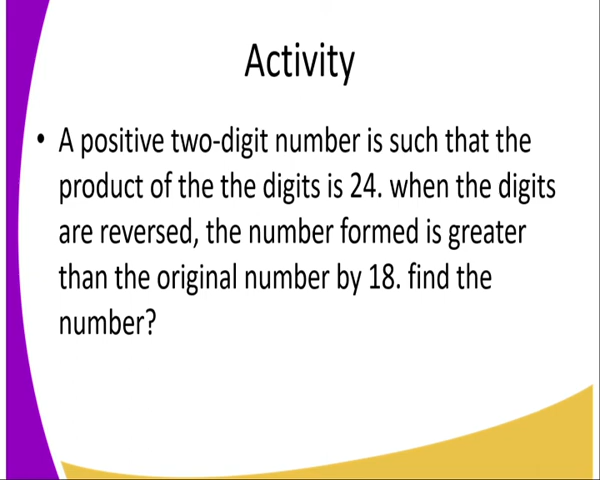 Activity
• A positive two-digit number is such that the
product of the the digits is 24. when the digits
are reversed, the number formed is greater
than the original number by 18. find the
number?